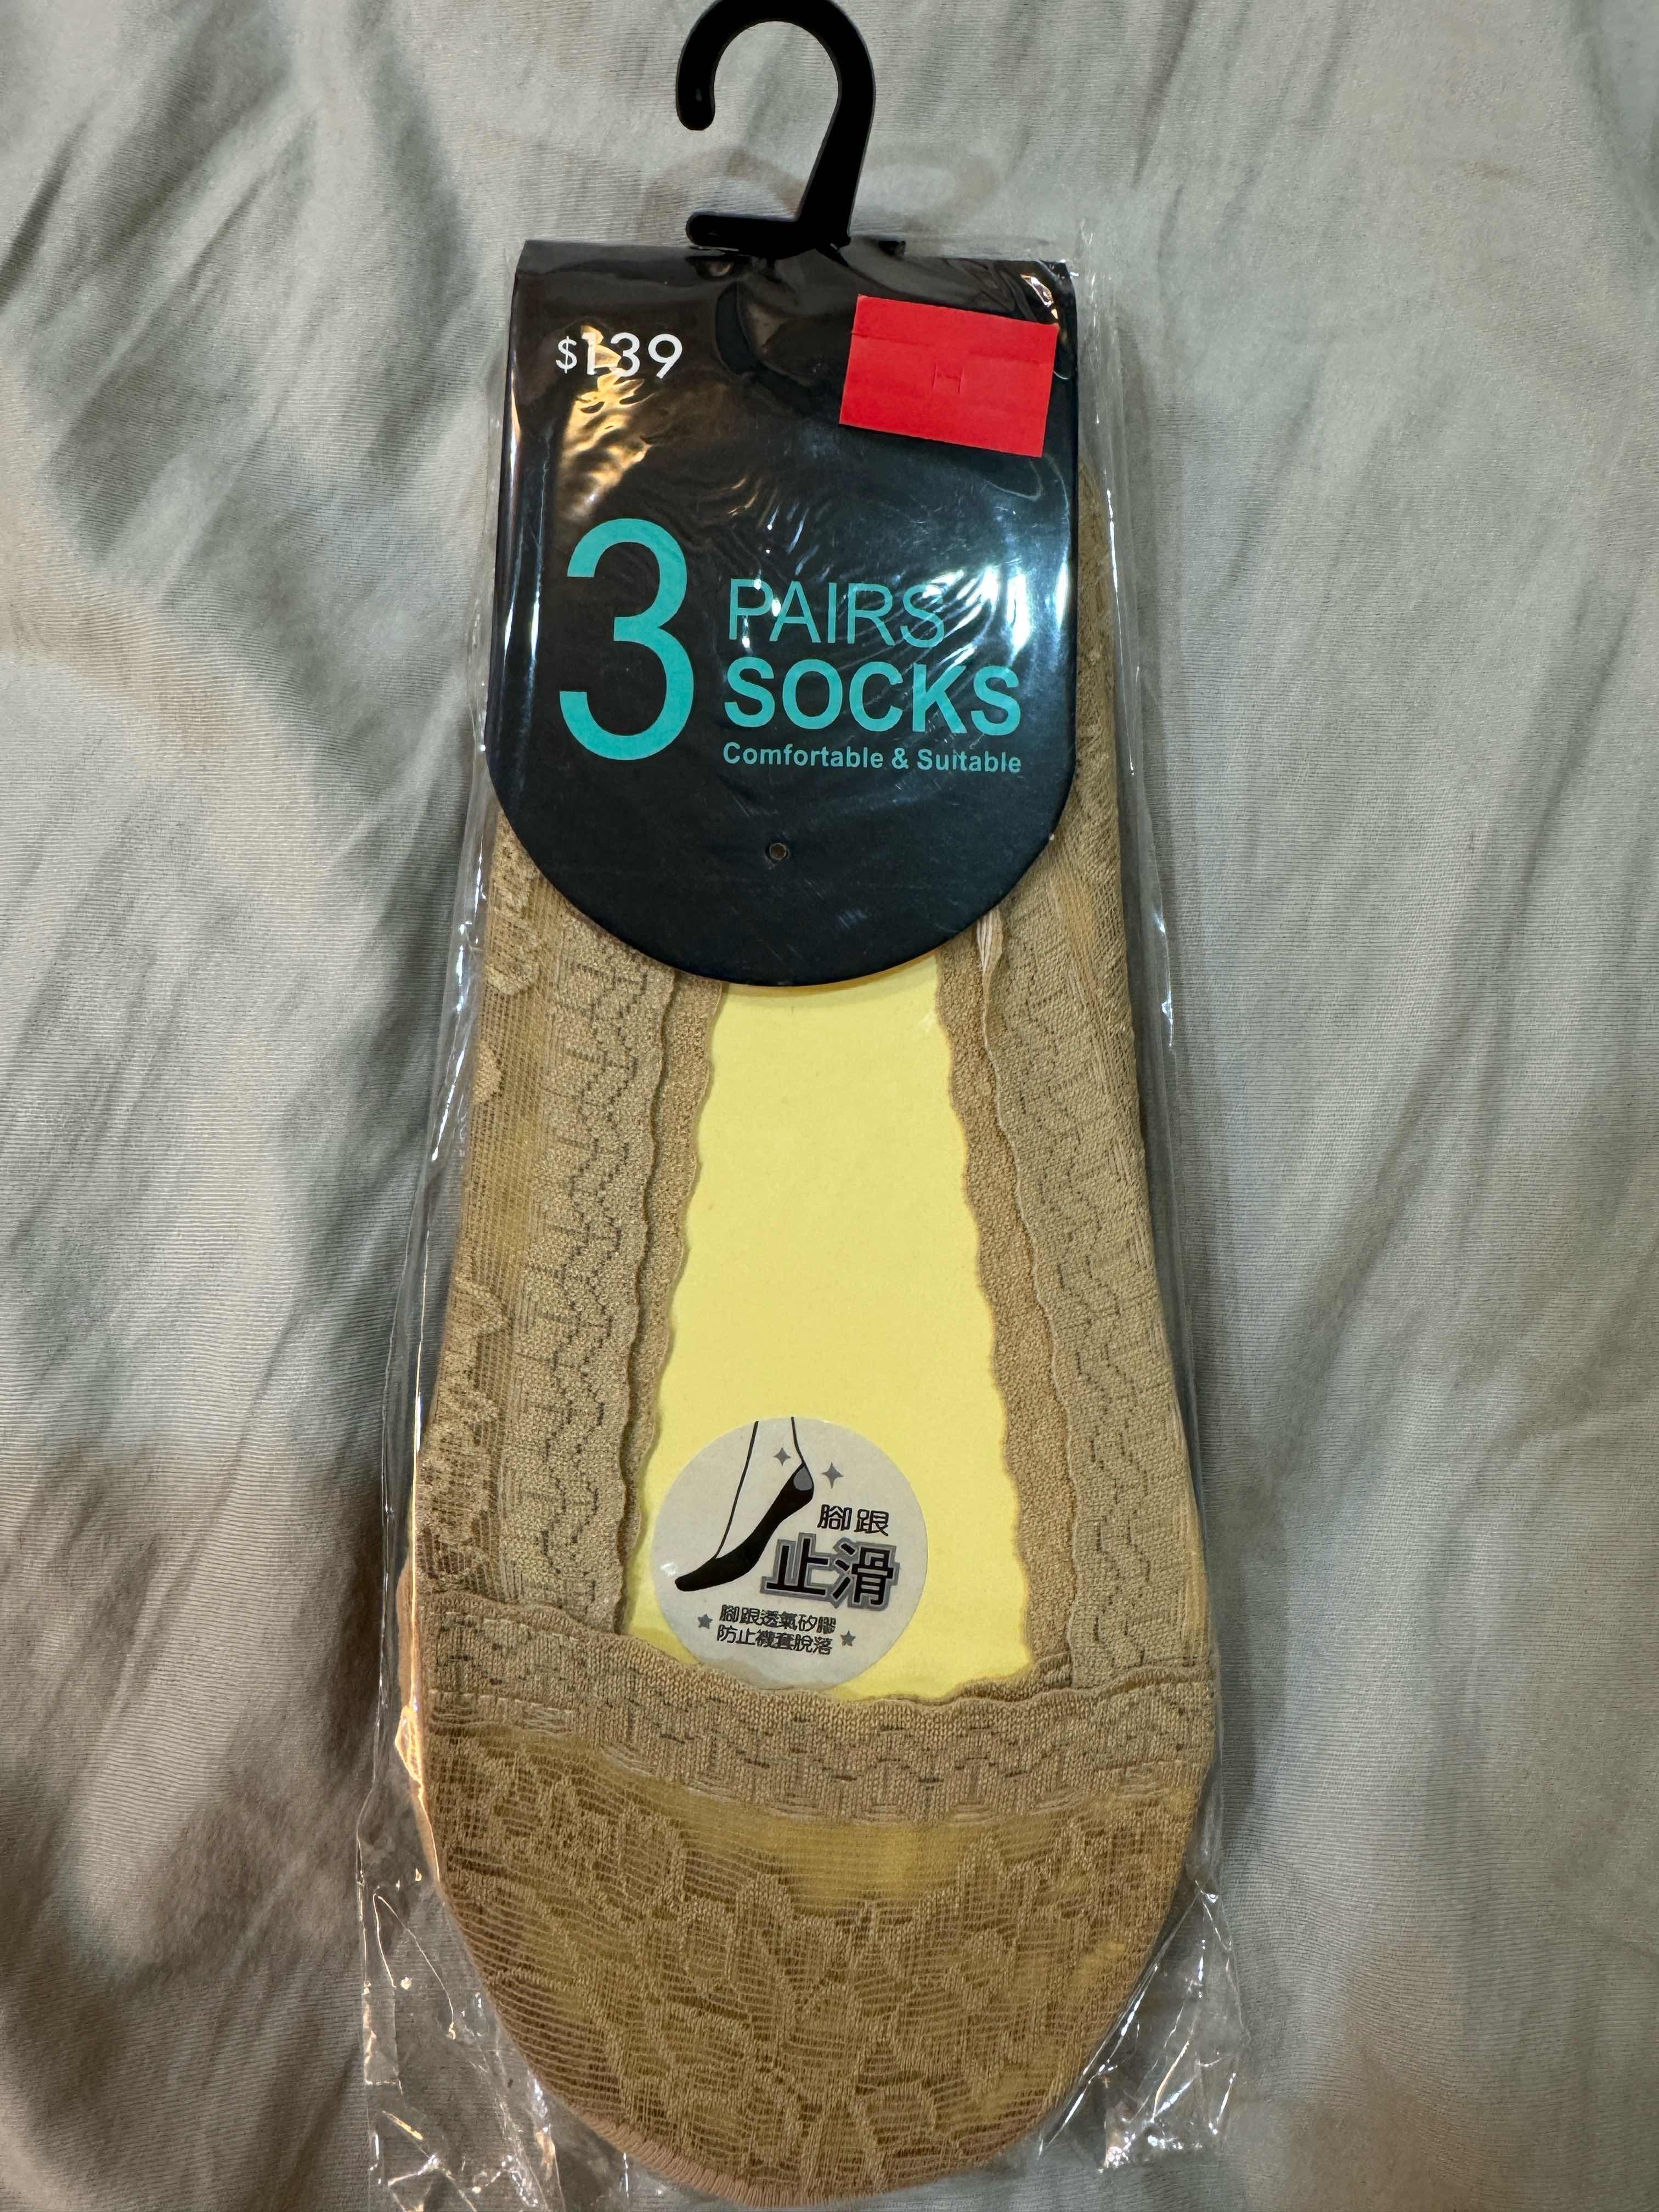 $139
3 PAIRS
SOCKS
Comfortable & Suitable
腳跟
止滑
腳跟透氣矽膠
防止襪套脫落